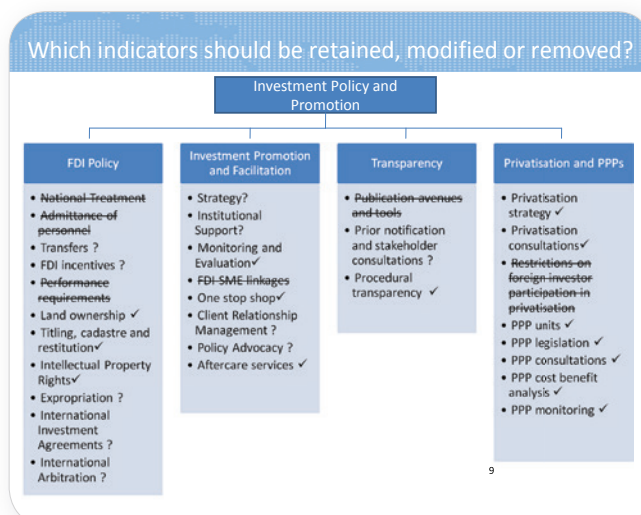 Which indicators should be retained, modified or removed?
Investment Policy and
Promotion
FDI Policy
• National Treatment
• Admittance of
personnel
• Transfers ?
• FDI incentives ?
• Performance
requirements
• Land ownership ✓
• Titling, cadastre and
restitution✓
• Intellectual Property
Rights✓
• Expropriation ?
• International
Investment
Agreements ?
• International
Arbitration ?
Investment Promotion
and Facilitation
• Strategy?
• Institutional
Support?
• Monitoring and
Evaluation✓
• FDI-SME linkages
• One stop shop✓
• Client Relationship
Management ?
• Policy Advocacy ?
• Aftercare services ✓
Transparency
• Publication avenues
and tools
• Prior notification
and stakeholder
consultations ?
• Procedural
transparency ✓
Privatisation and PPPs
• Privatisation
strategy ✓
• Privatisation
consultations✓
• Restrictions on
foreign investor
participation in
privatisation
• PPP units ✓
• PPP legislation ✓
• PPP consultations ✓
• PPP cost benefit
analysis ✓
• PPP monitoring ✓
9